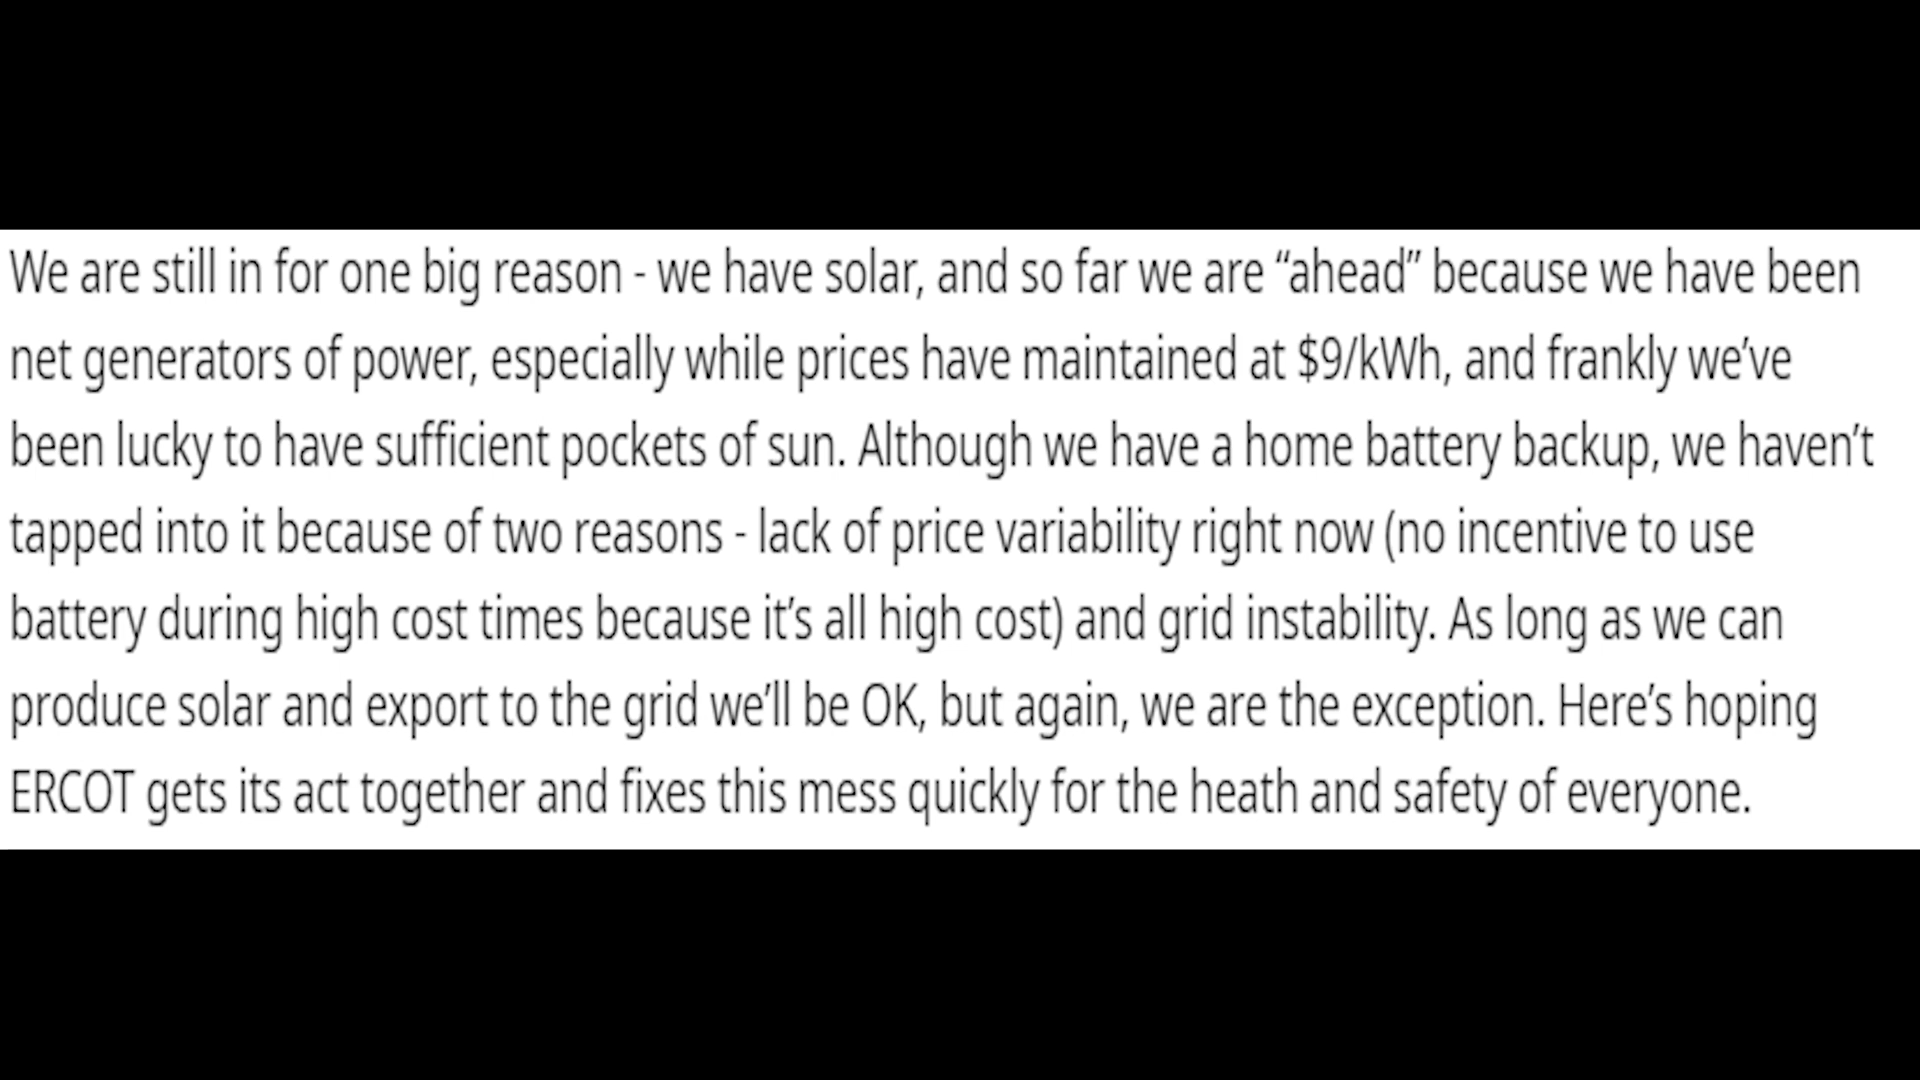 We are still in for one big reason - we have solar, and so far we are “ahead” because we have been
net generators of power, especially while prices have maintained at $9/kWh, and frankly we’ve
been lucky to have sufficient pockets of sun. Although we have a home battery backup, we haven’t
tapped into it because of two reasons - lack of price variability right now (no incentive to use
battery during high cost times because it’s all high cost) and grid instability. As long as we can
produce solar and export to the grid we’ll be OK, but again, we are the exception. Here’s hoping
ERCOT gets its act together and fixes this mess quickly for the heath and safety of everyone.